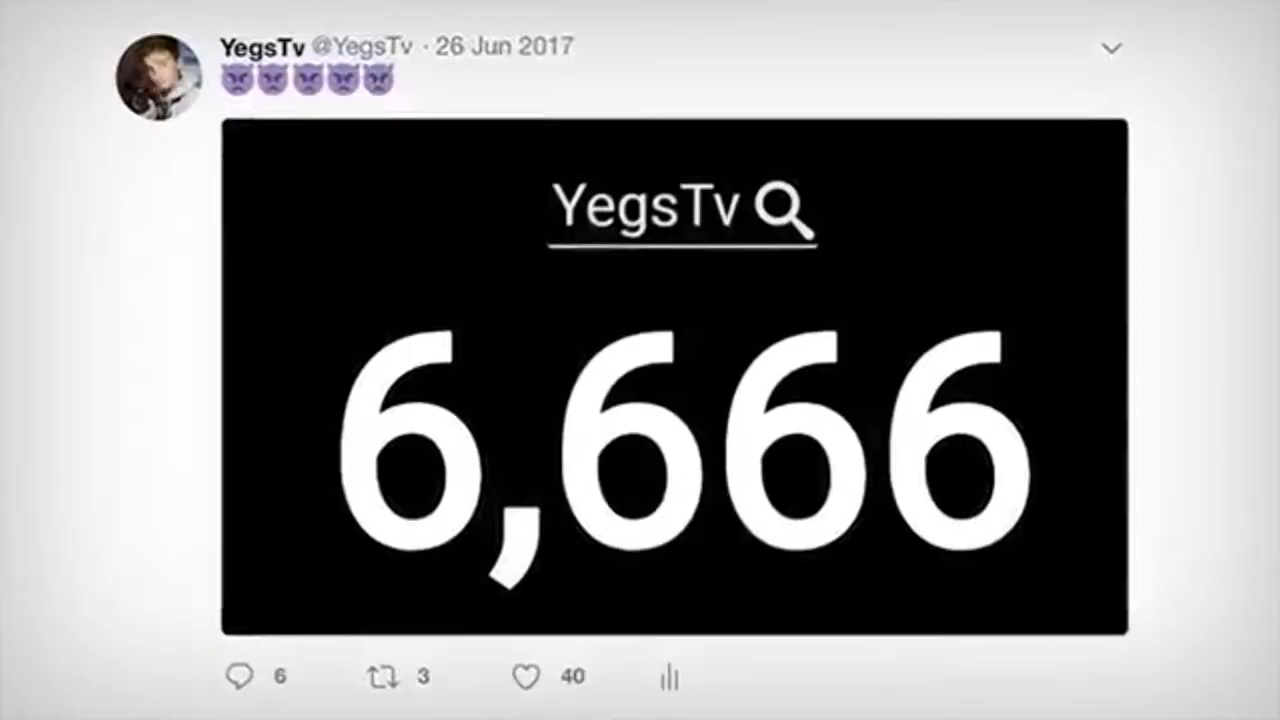 YegsTv @YegsTv · 26 Jun 2017
👿👿👿👿👿
YegsTv
6,666
6 3 40